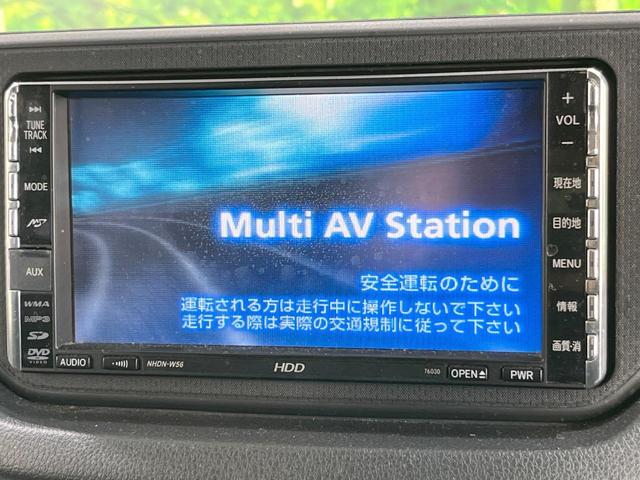 TUNE
TRACK
MODE
AUX
WMA
MP3
SD
DVD
VIDEO
Multi AV Station
安全運転のために
運転される方は走行中に操作しないで下さい
走行する際は実際の交通規制に従って下さい
+
VOL
−
現在地
目的地
MENU
情報
画質・消
AUDIO
NHDN-W56
HDD
76030
OPEN
PWR